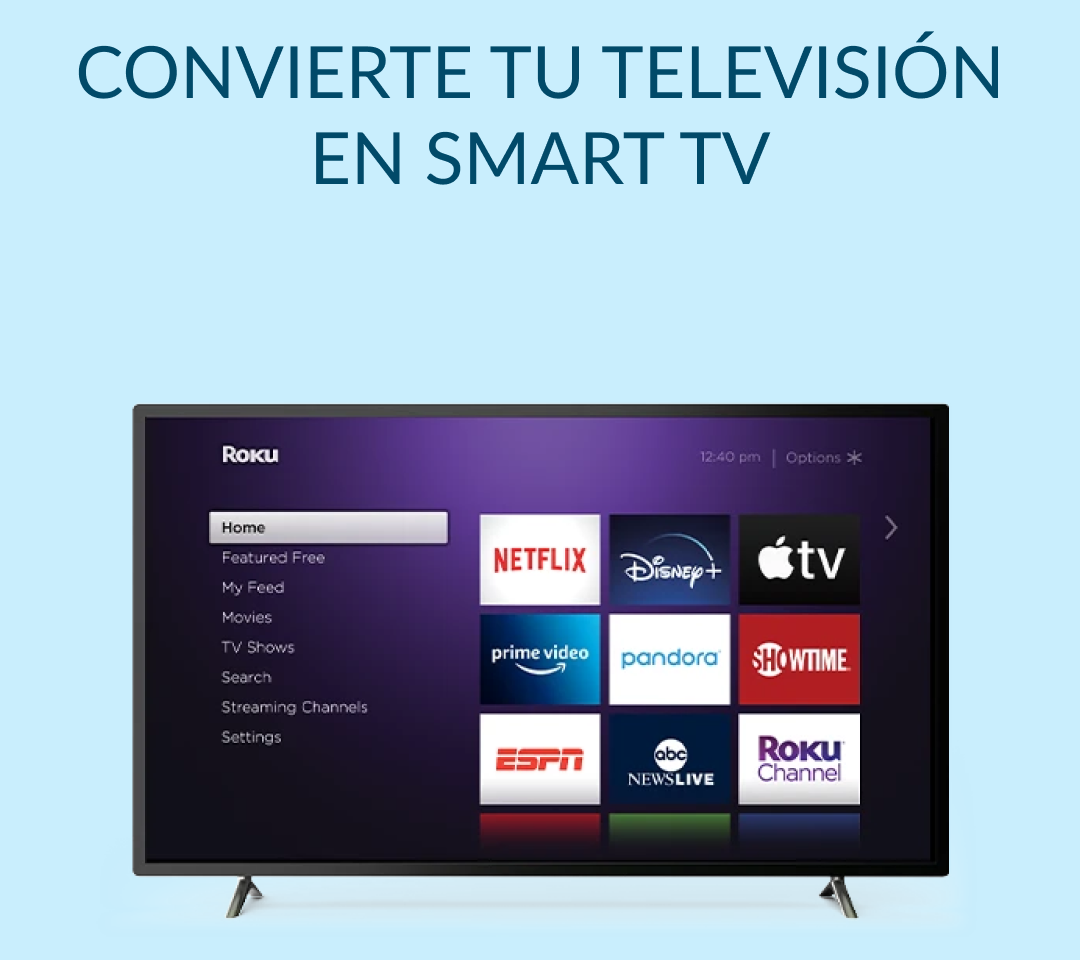 CONVIERTE TU TELEVISIÓN
EN SMART TV
Roku
12:40 pm | Options
Home
Featured Free
My Feed
Movies
TV Shows
Search
Streaming Channels
Settings
NETFLIX
Disney+
tv
prime video
pandora
SHOWTIME
ESPN
abc
NEWSLIVE
Roku
Channel